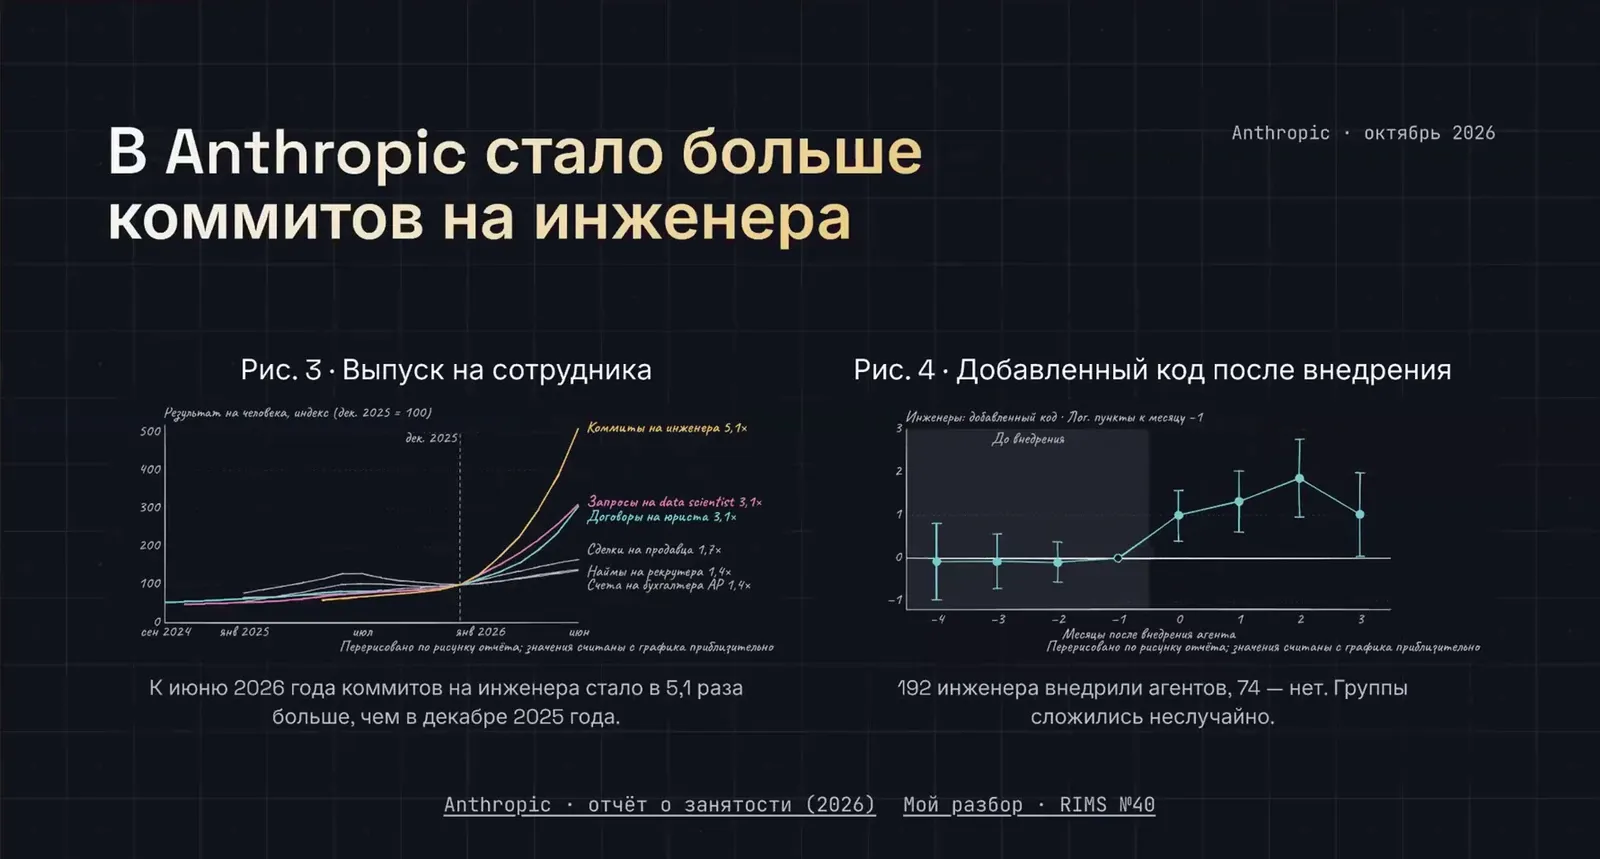 В Anthropic стало больше
коммитов на инженера
Anthropic · октябрь 2026
Рис. 3 · Выпуск на сотрудника
Результат на человека, индекс (дек. 2025 = 100)
500
400
300
200
100
0
дек. 2025
Коммиты на инженера 5,1×
Запросы на data scientist 3,1×
Договоры на юриста 3,1×
Сделки на продавца 1,7×
Наймы на рекрутера 1,4×
Счета на бухгалтера AP 1,4×
сен 2024 янв 2025 июл янв 2026 июн
Перерисовано по рисунку отчёта; значения считаны с графика приблизительно
К июню 2026 года коммитов на инженера стало в 5,1 раза
больше, чем в декабре 2025 года.
Рис. 4 · Добавленный код после внедрения
Инженеры: добавленный код · Лог. пункты к месяцу −1
До внедрения
3
2
1
0
−1
−4 −3 −2 −1 0 1 2 3
Месяцы после внедрения агента
Перерисовано по рисунку отчёта; значения считаны с графика приблизительно
192 инженера внедрили агентов, 74 — нет. Группы
сложились неслучайно.
Anthropic · отчёт о занятости (2026) Мой разбор · RIMS №40